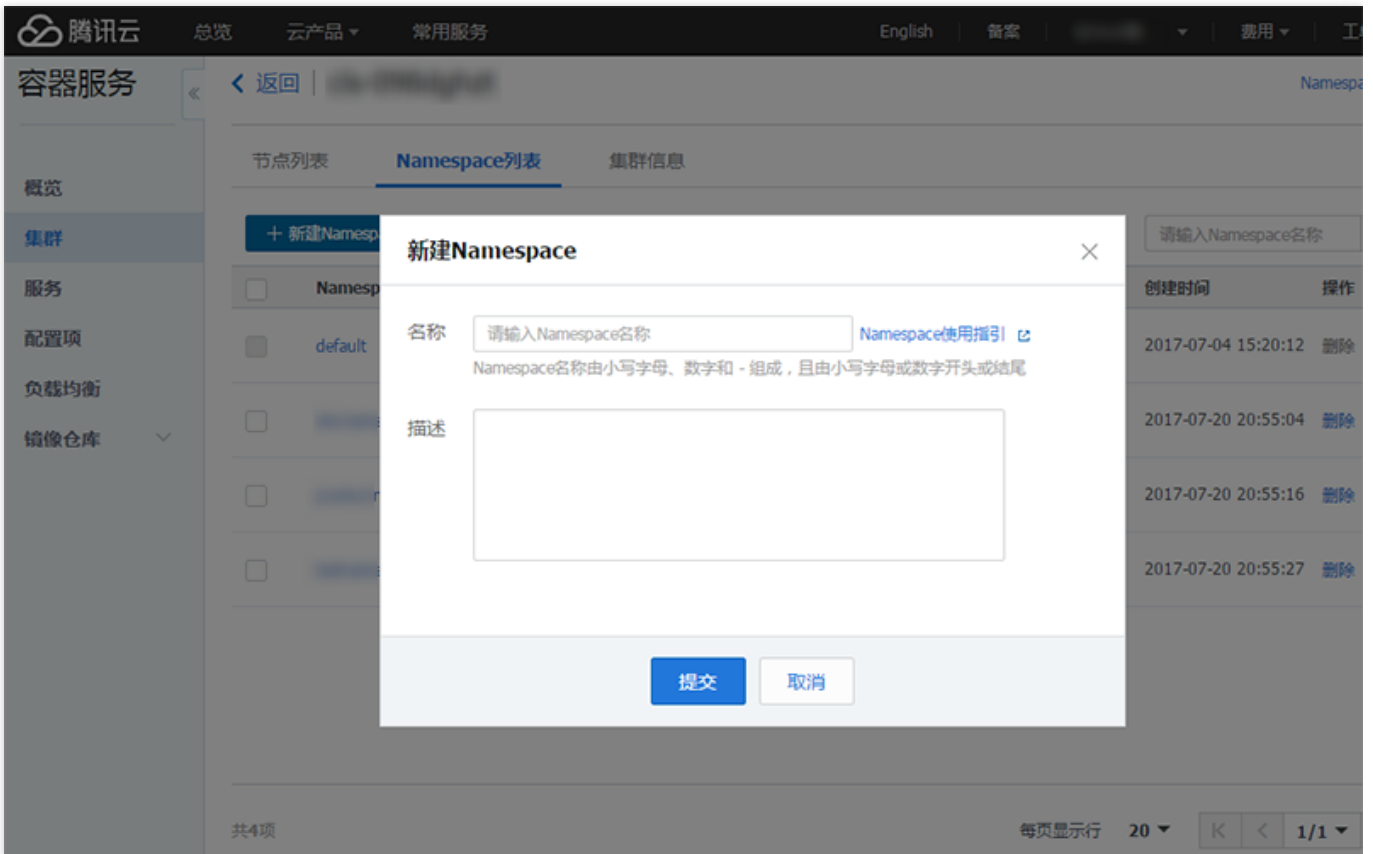 腾讯云 总览 云产品 常用服务 English 备案 费用
容器服务 返回
节点列表 Namespace列表 集群信息
概览
集群
服务
配置项
负载均衡
镜像仓库
新建Namespace
名称 请输入Namespace名称 Namespace使用指引
Namespace名称由小写字母、数字和 - 组成，且由小写字母或数字开头或结尾
描述
提交 取消
请输入Namespace名称
创建时间 操作
default 2017-07-04 15:20:12 删除
2017-07-20 20:55:04 删除
2017-07-20 20:55:16 删除
2017-07-20 20:55:27 删除
共4项 每页显示行 20 1/1